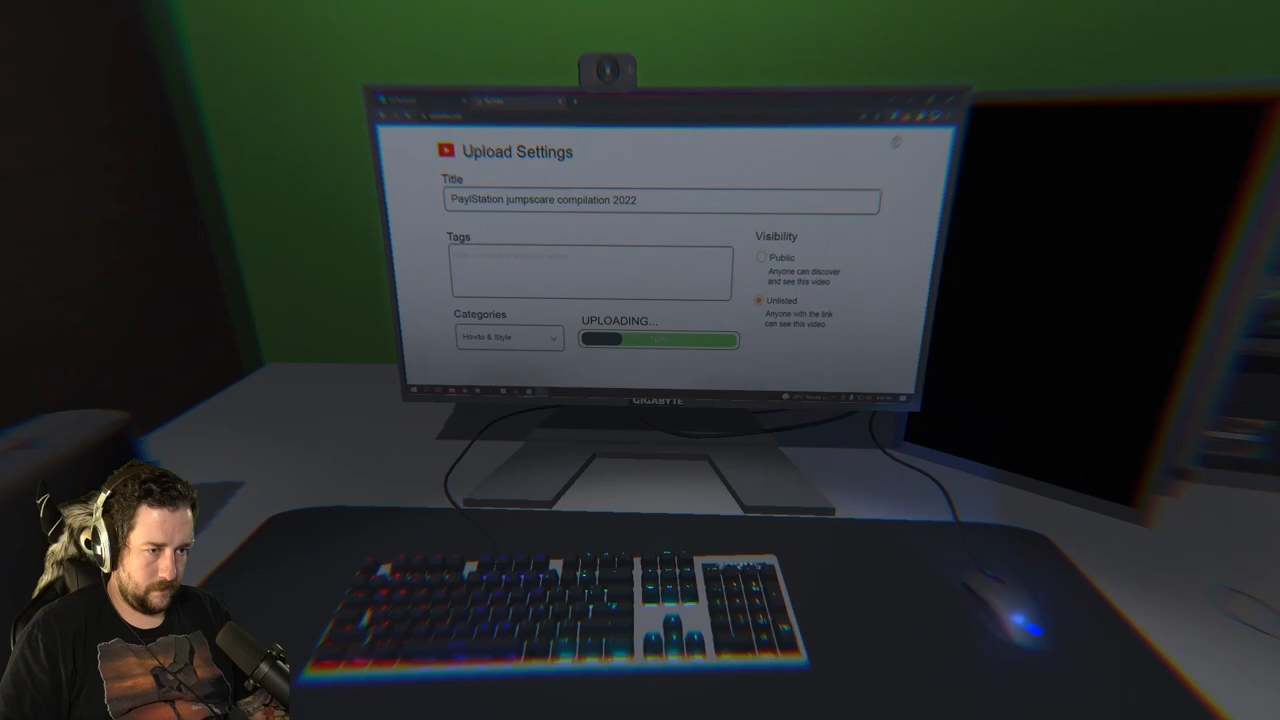 Upload Settings
Title
PaylStation jumpscare compilation 2022
Tags
Visibility
Public
Anyone can discover
and see this video
Unlisted
Anyone with the link
can see this video
Categories
Howto & Style
UPLOADING...
GIGABYTE